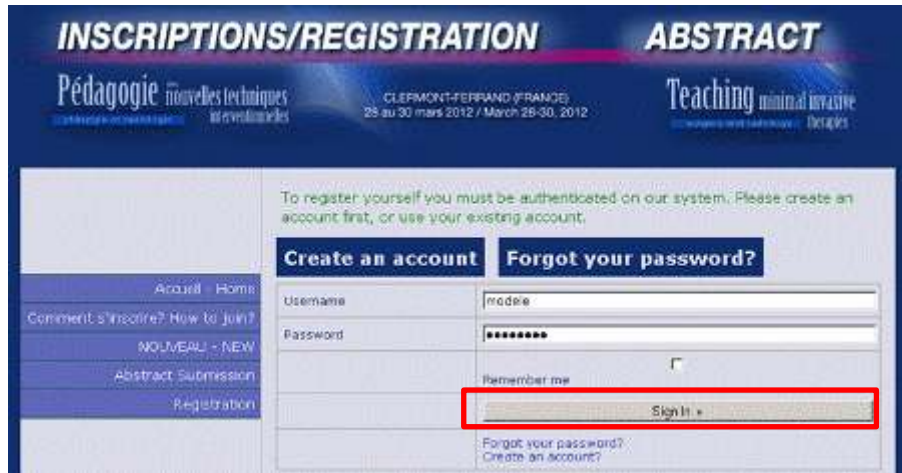 INSCRIPTIONS/REGISTRATION ABSTRACT
Pédagogie nouvelles techniques
interventionnelles
CLERMONT-FERRAND (FRANCE)
28 au 30 mars 2012 / March 28-30, 2012
Teaching minimal invasive
therapies
To register yourself you must be authenticated on our system. Please create an
account first, or use your existing account.
Create an account Forgot your password?
Accueil - Home
Comment s'inscrire? How to join?
NOUVEAU - NEW
Abstract Submission
Registration
Username modele
Password ••••••••
Remember me
Sign In »
Forgot your password?
Create an account?